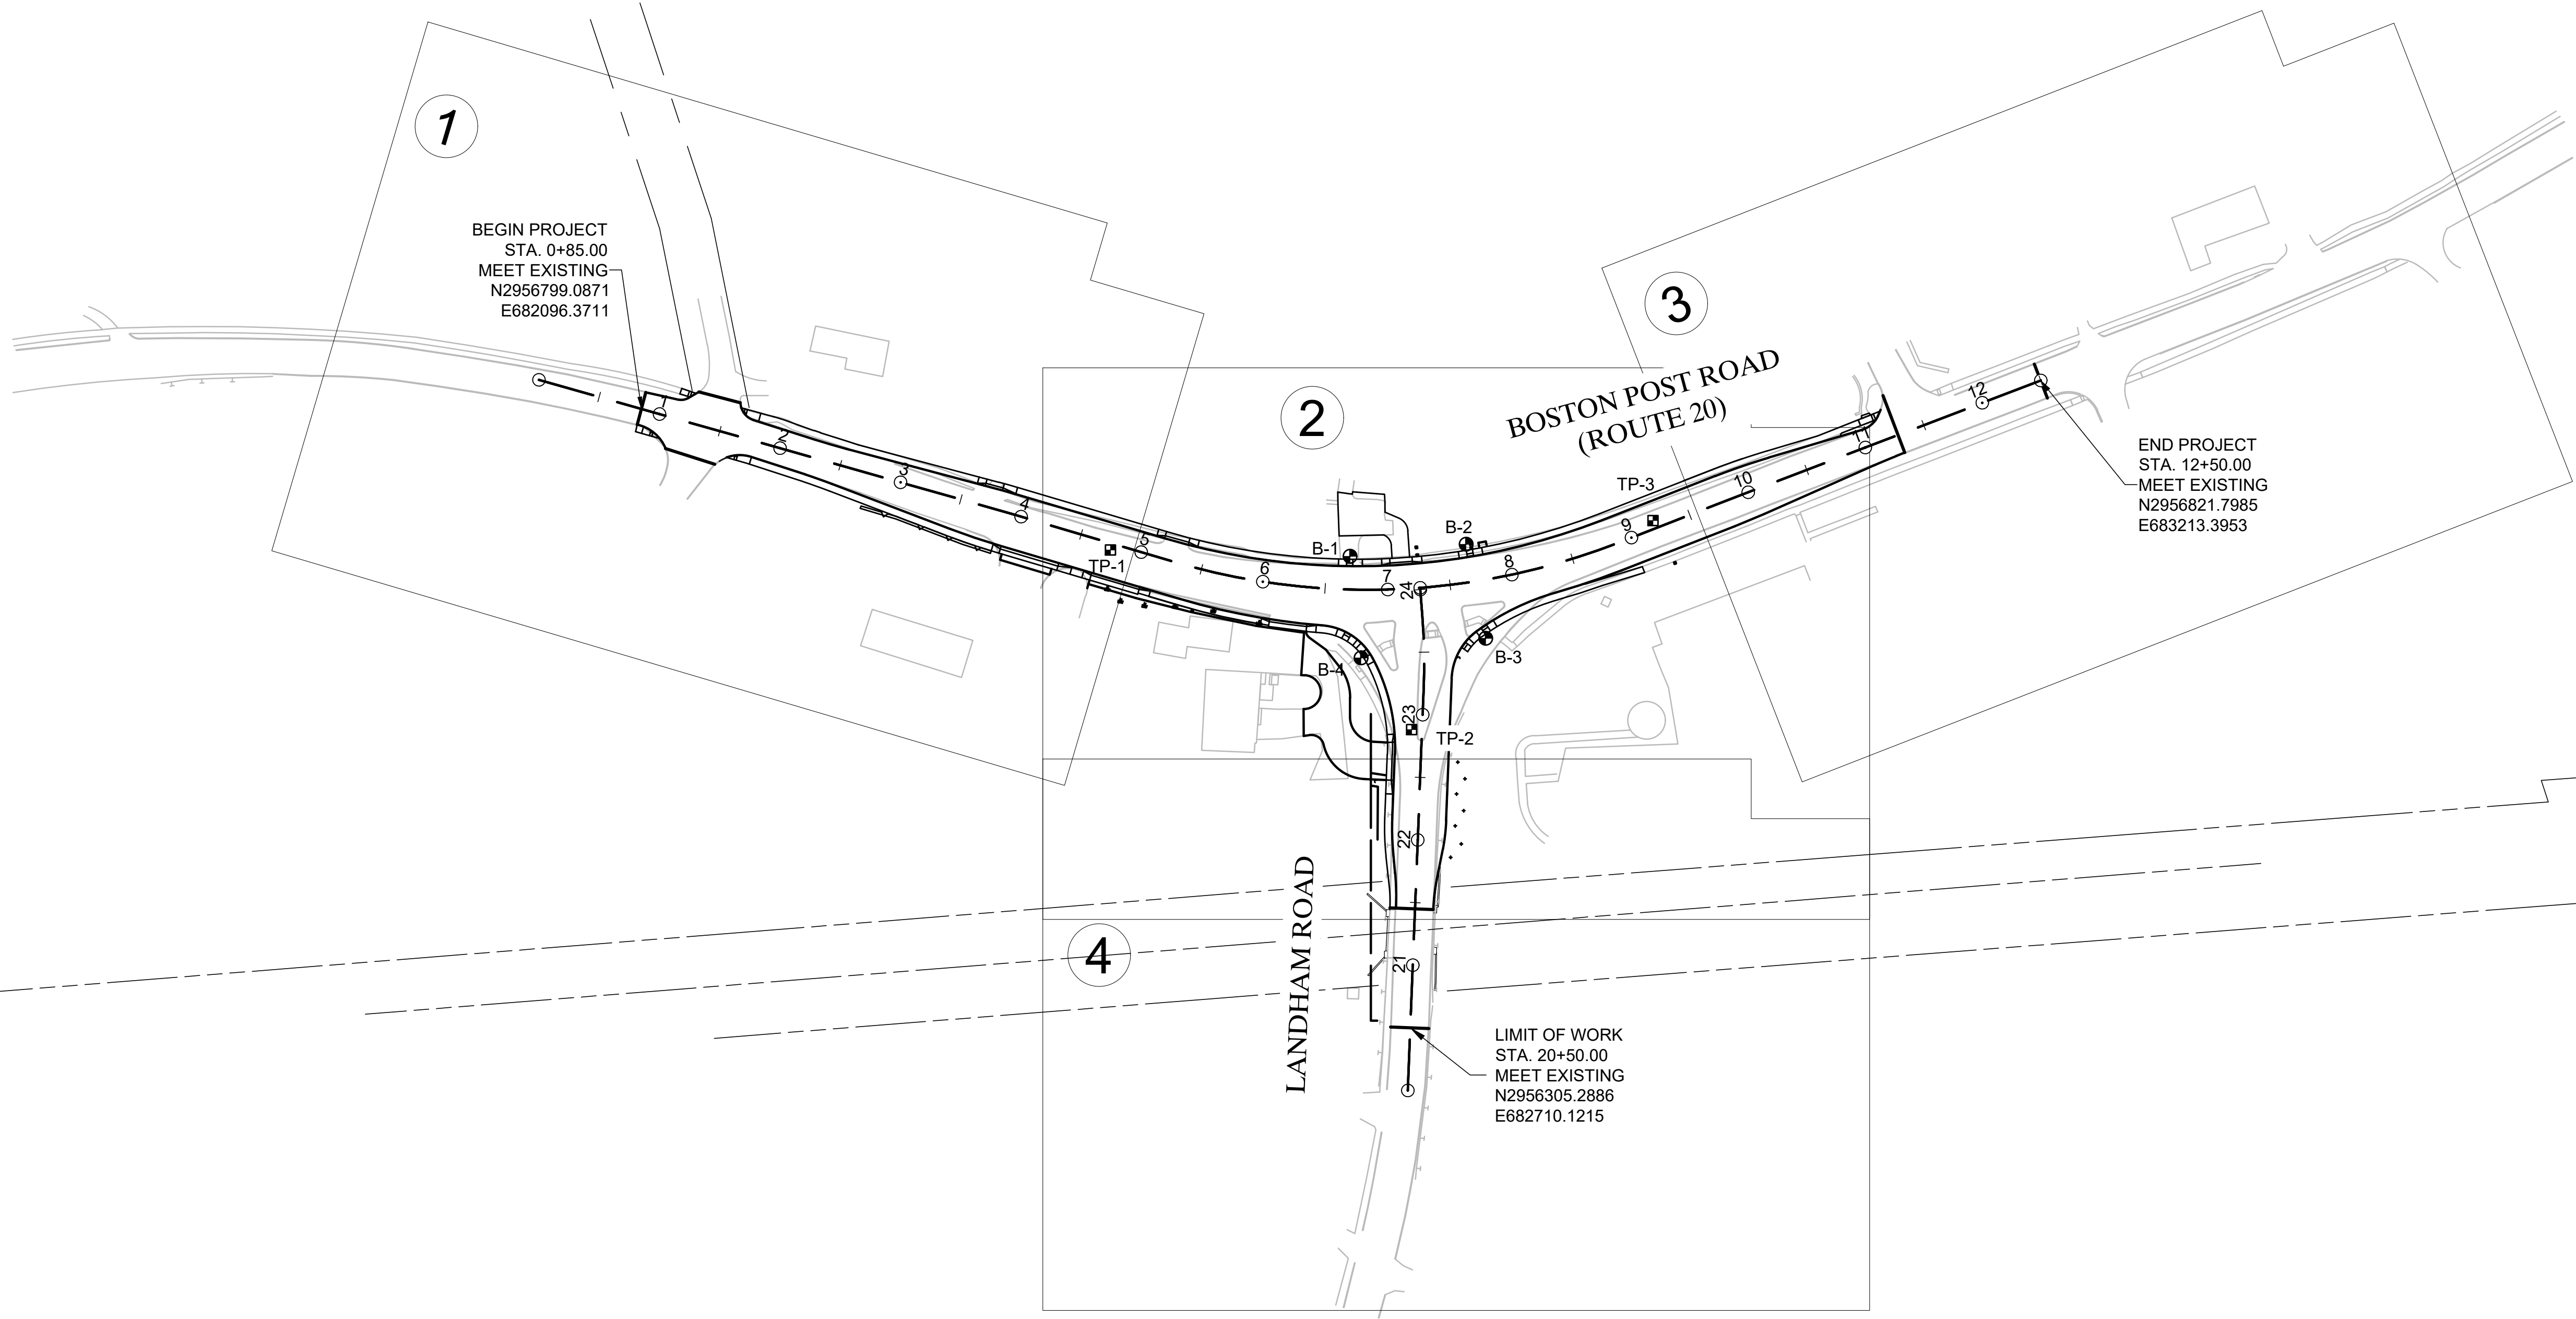 1
BEGIN PROJECT
STA. 0+85.00
MEET EXISTING
N2956799.0871
E682096.3711
3
BOSTON POST ROAD
(ROUTE 20)
2
END PROJECT
STA. 12+50.00
MEET EXISTING
N2956821.7985
E683213.3953
1
2
3
4
5
6
7
8
9
10
11
12
TP-1
B-1
B-2
TP-3
B-4
B-3
24
23
TP-2
22
21
LANDHAM ROAD
4
LIMIT OF WORK
STA. 20+50.00
MEET EXISTING
N2956305.2886
E682710.1215